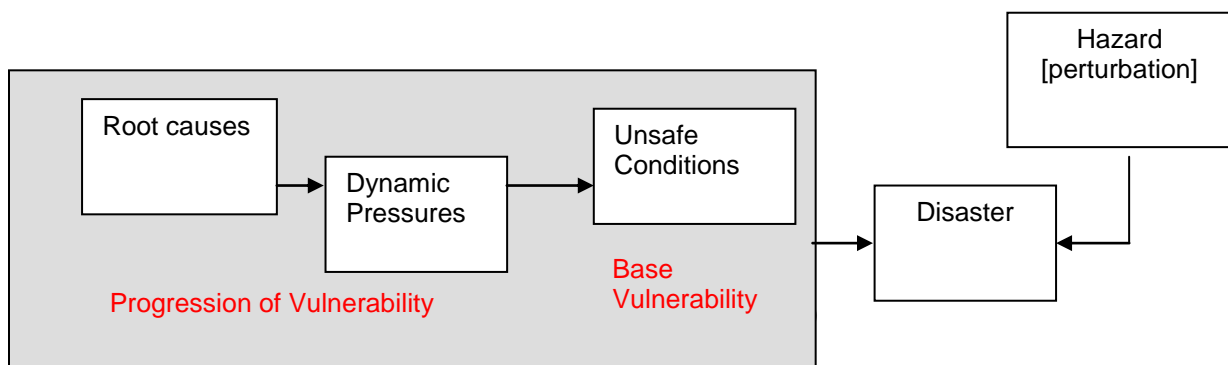 Hazard
[perturbation]
Root causes
Unsafe
Conditions
Dynamic
Pressures
Disaster
Base
Vulnerability
Progression of Vulnerability